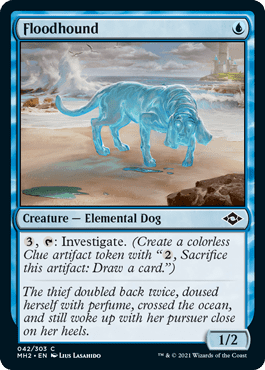 Floodhound
Creature — Elemental Dog
3, : Investigate. (Create a colorless
Clue artifact token with “2, Sacrifice
this artifact: Draw a card.”)
The thief doubled back twice, doused
herself with perfume, crossed the ocean,
and still woke up with her pursuer close
on her heels.
1/2
042/303 C
MH2 • EN Lius Lasahido
™ & © 2021 Wizards of the Coast